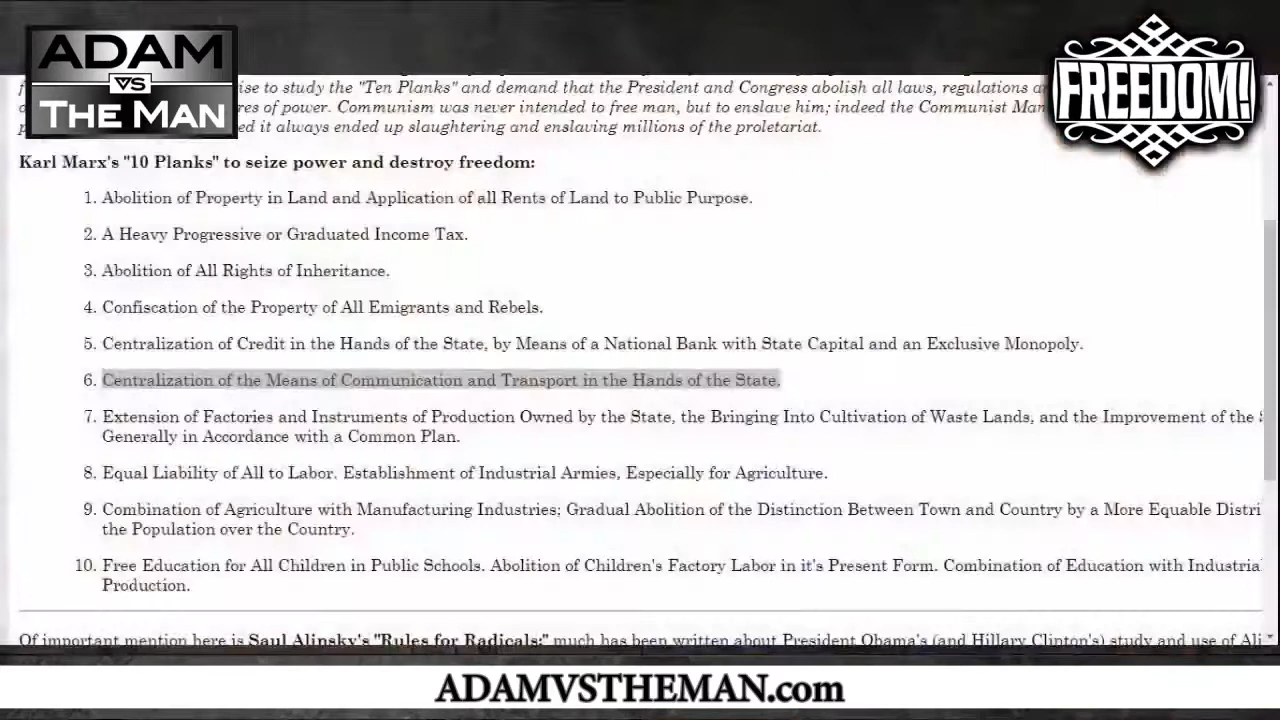 ADAM
VS
THE MAN
FREEDOM!
ise to study the "Ten Planks" and demand that the President and Congress abolish all laws, regulations
res of power. Communism was never intended to free man, but to enslave him; indeed the Communist
it always ended up slaughtering and enslaving millions of the proletariat.
Karl Marx's "10 Planks" to seize power and destroy freedom:
1. Abolition of Property in Land and Application of all Rents of Land to Public Purpose.
2. A Heavy Progressive or Graduated Income Tax.
3. Abolition of All Rights of Inheritance.
4. Confiscation of the Property of All Emigrants and Rebels.
5. Centralization of Credit in the Hands of the State, by Means of a National Bank with State Capital and an Exclusive Monopoly.
6. Centralization of the Means of Communication and Transport in the Hands of the State.
7. Extension of Factories and Instruments of Production Owned by the State, the Bringing Into Cultivation of Waste Lands, and the Improvement of the
Generally in Accordance with a Common Plan.
8. Equal Liability of All to Labor. Establishment of Industrial Armies, Especially for Agriculture.
9. Combination of Agriculture with Manufacturing Industries; Gradual Abolition of the Distinction Between Town and Country by a More Equable Distri
the Population over the Country.
10. Free Education for All Children in Public Schools. Abolition of Children's Factory Labor in it's Present Form. Combination of Education with Industria
Production.
Of important mention here is Saul Alinsky's "Rules for Radicals:" much has been written about President Obama's (and Hillary Clinton's) study and use of Ali
ADAMVSTHEMAN.com